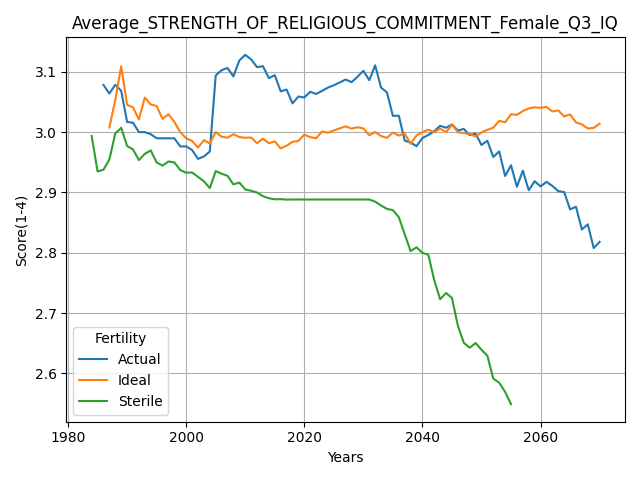 Average_STRENGTH_OF_RELIGIOUS_COMMITMENT_Female_Q3_IQ
Score(1-4)
3.1
3.0
2.9
2.8
2.7
2.6
Fertility
Actual
Ideal
Sterile
1980 2000 2020 2040 2060
Years